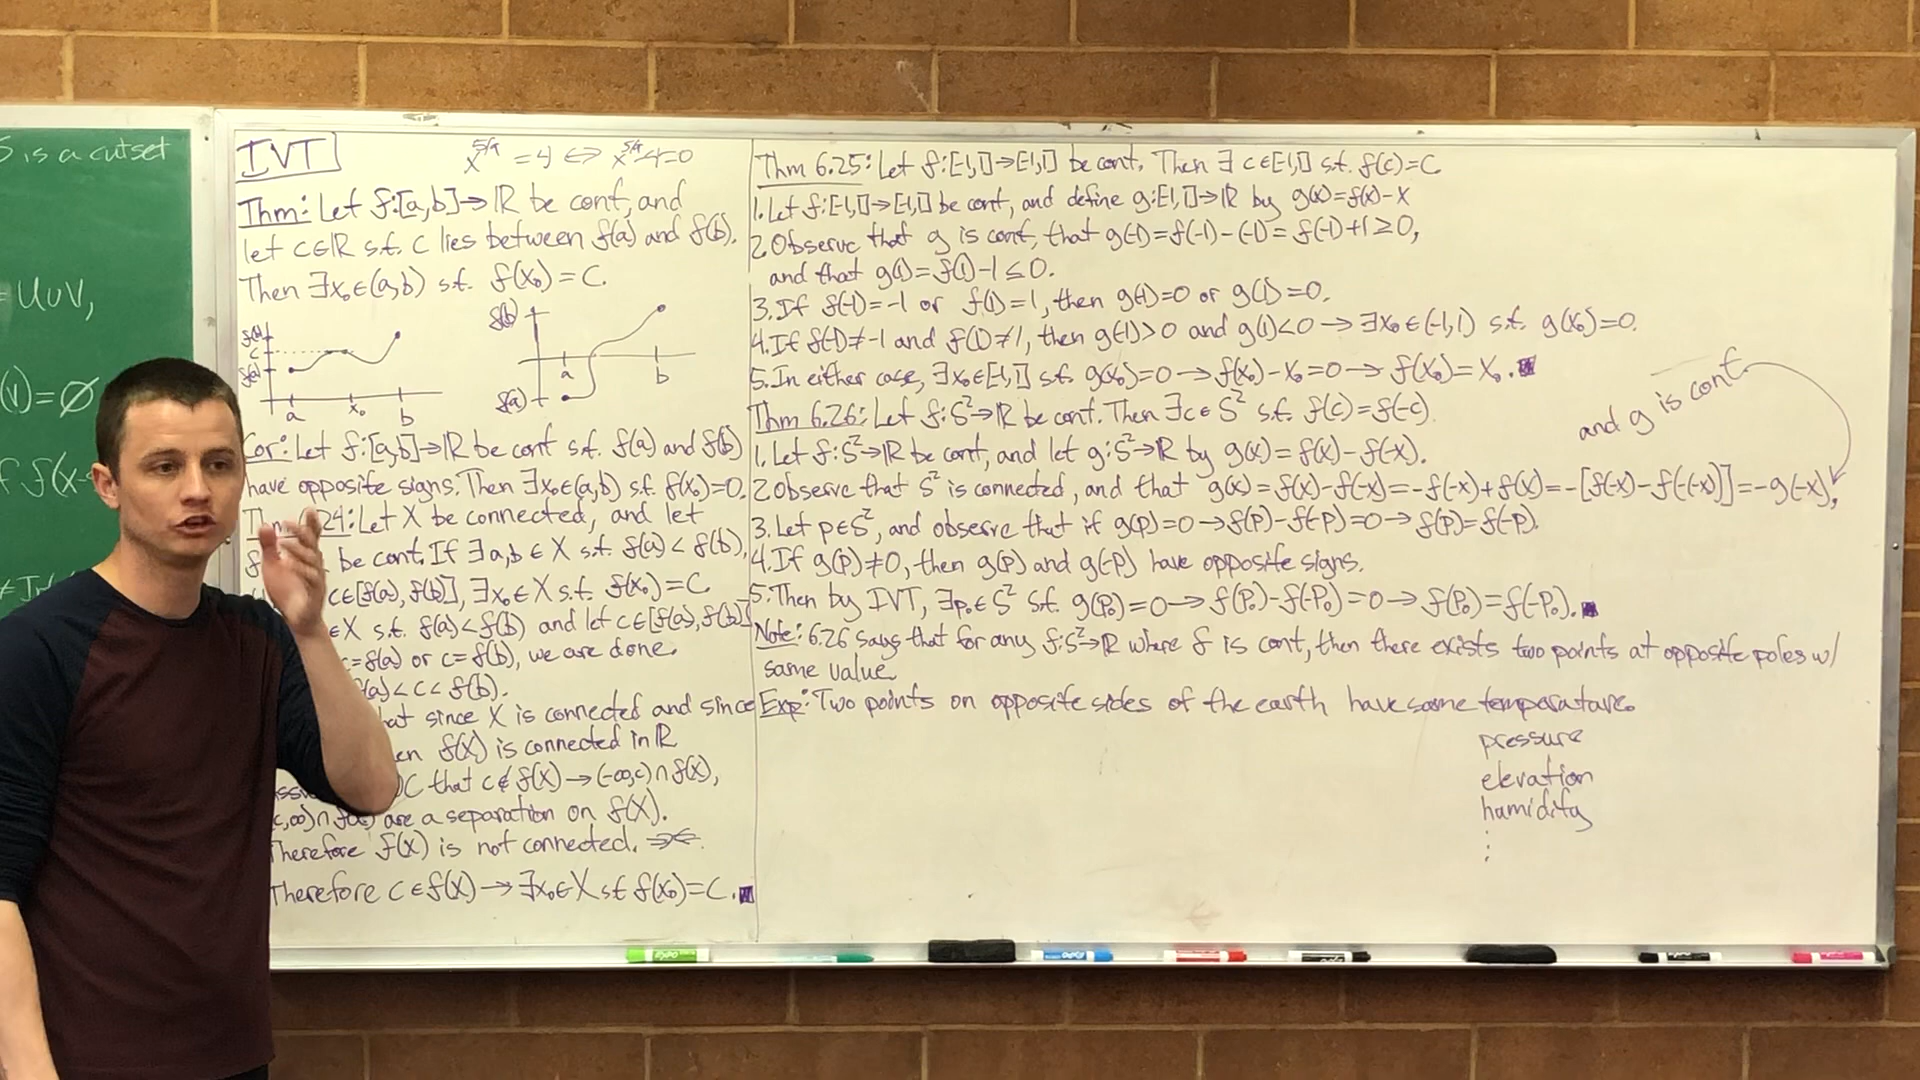 S is a cutset
= U∪V,
(V)=∅
f f(x-
IVT
x^5/4 = 4 ⇔ x^5/4-4=0
Thm: Let f:[a,b]→ℝ be cont, and
let c∈ℝ s.t. c lies between f(a) and f(b).
Then ∃x₀∈(a,b) s.t. f(x₀)=c.
f(b)
c
f(a)
a x₀ b
f(b)
a b
f(a)
Cor: Let f:[a,b]→ℝ be cont s.t. f(a) and f(b)
have opposite signs. Then ∃x₀∈(a,b) s.t. f(x₀)=0.
24: Let X be connected, and let
be cont. If ∃a,b∈X s.t. f(a)<f(b),
c∈[f(a),f(b)], ∃x₀∈X s.t. f(x₀)=c
∈X s.t. f(a)<f(b) and let c∈[f(a),f(b)]
c=f(a) or c=f(b), we are done.
f(a)<c<f(b).
hat since X is connected and since
en f(X) is connected in ℝ
OC that c∉f(X)→(-∞,c)∩f(X),
(c,∞)∩f(X) are a separation on f(X).
Therefore f(X) is not connected. ⇒⇐
Therefore c∈f(X)→∃x₀∈X s.t f(x₀)=c. ■
Thm 6.25: Let f:[-1,1]→[-1,1] be cont. Then ∃ c∈[-1,1] s.t. f(c)=c.
1. Let f:[-1,1]→[-1,1] be cont, and define g:[-1,1]→ℝ by g(x)=f(x)-x
2. Observe that g is cont, that g(-1)=f(-1)-(-1)=f(-1)+1≥0,
and that g(1)=f(1)-1≤0.
3. If f(-1)=-1 or f(1)=1, then g(-1)=0 or g(1)=0.
4. If f(-1)≠-1 and f(1)≠1, then g(-1)>0 and g(1)<0→∃x₀∈(-1,1) s.t. g(x₀)=0.
5. In either case, ∃x₀∈[-1,1] s.t. g(x₀)=0→f(x₀)-x₀=0→f(x₀)=x₀. ■
Thm 6.26: Let f:S²→ℝ be cont. Then ∃c∈S² s.t. f(c)=f(-c)
1. Let f:S²→ℝ be cont, and let g:S²→ℝ by g(x)=f(x)-f(-x).
and g is cont.
2. Observe that S² is connected, and that g(x)=f(x)-f(-x)=-f(-x)+f(x)=-[f(-x)-f(-(-x))]=-g(-x),
3. Let p∈S², and observe that if g(p)=0→f(p)-f(-p)=0→f(p)=f(-p).
4. If g(p)≠0, then g(p) and g(-p) have opposite signs.
5. Then by IVT, ∃p₀∈S² s.t. g(p₀)=0→f(p₀)-f(-p₀)=0→f(p₀)=f(-p₀). ■
Note: 6.26 says that for any f:S²→ℝ where f is cont, then there exists two points at opposite poles w/
same value
Exp: Two points on opposite sides of the earth have same temperature.
pressure
elevation
humidity
⋮